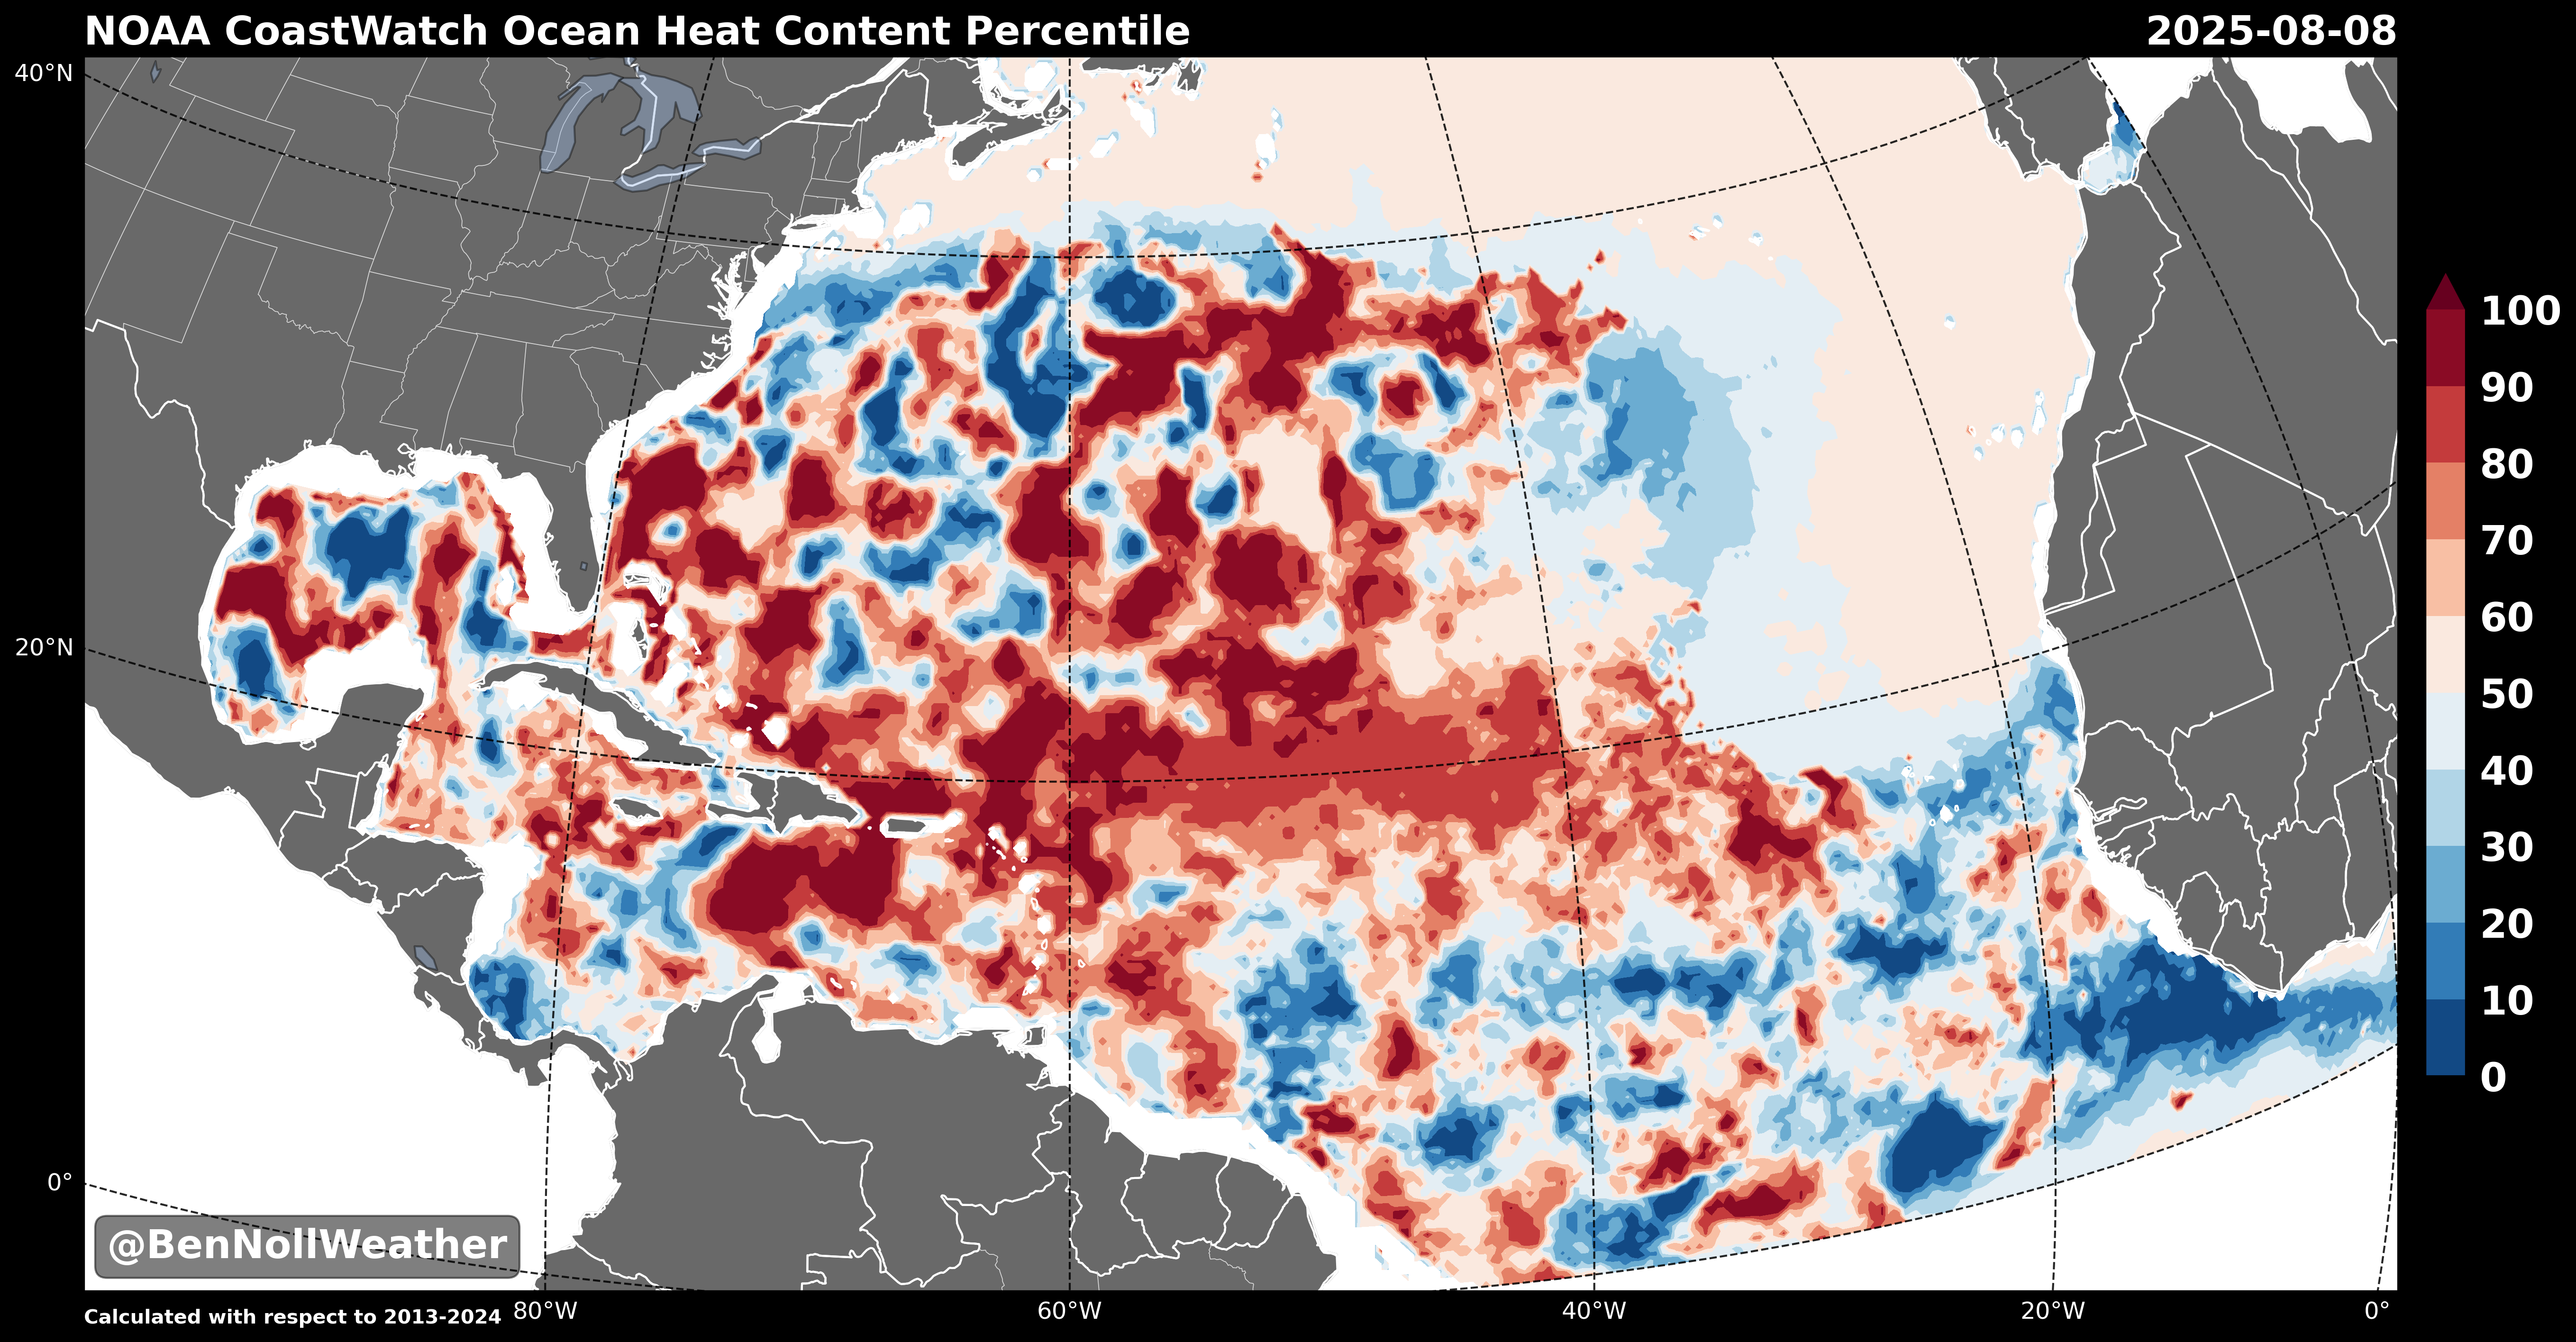 NOAA CoastWatch Ocean Heat Content Percentile
2025-08-08
40°N
20°N
0°
100
90
80
70
60
50
40
30
20
10
0
@BenNollWeather
Calculated with respect to 2013-2024
80°W
60°W
40°W
20°W
0°